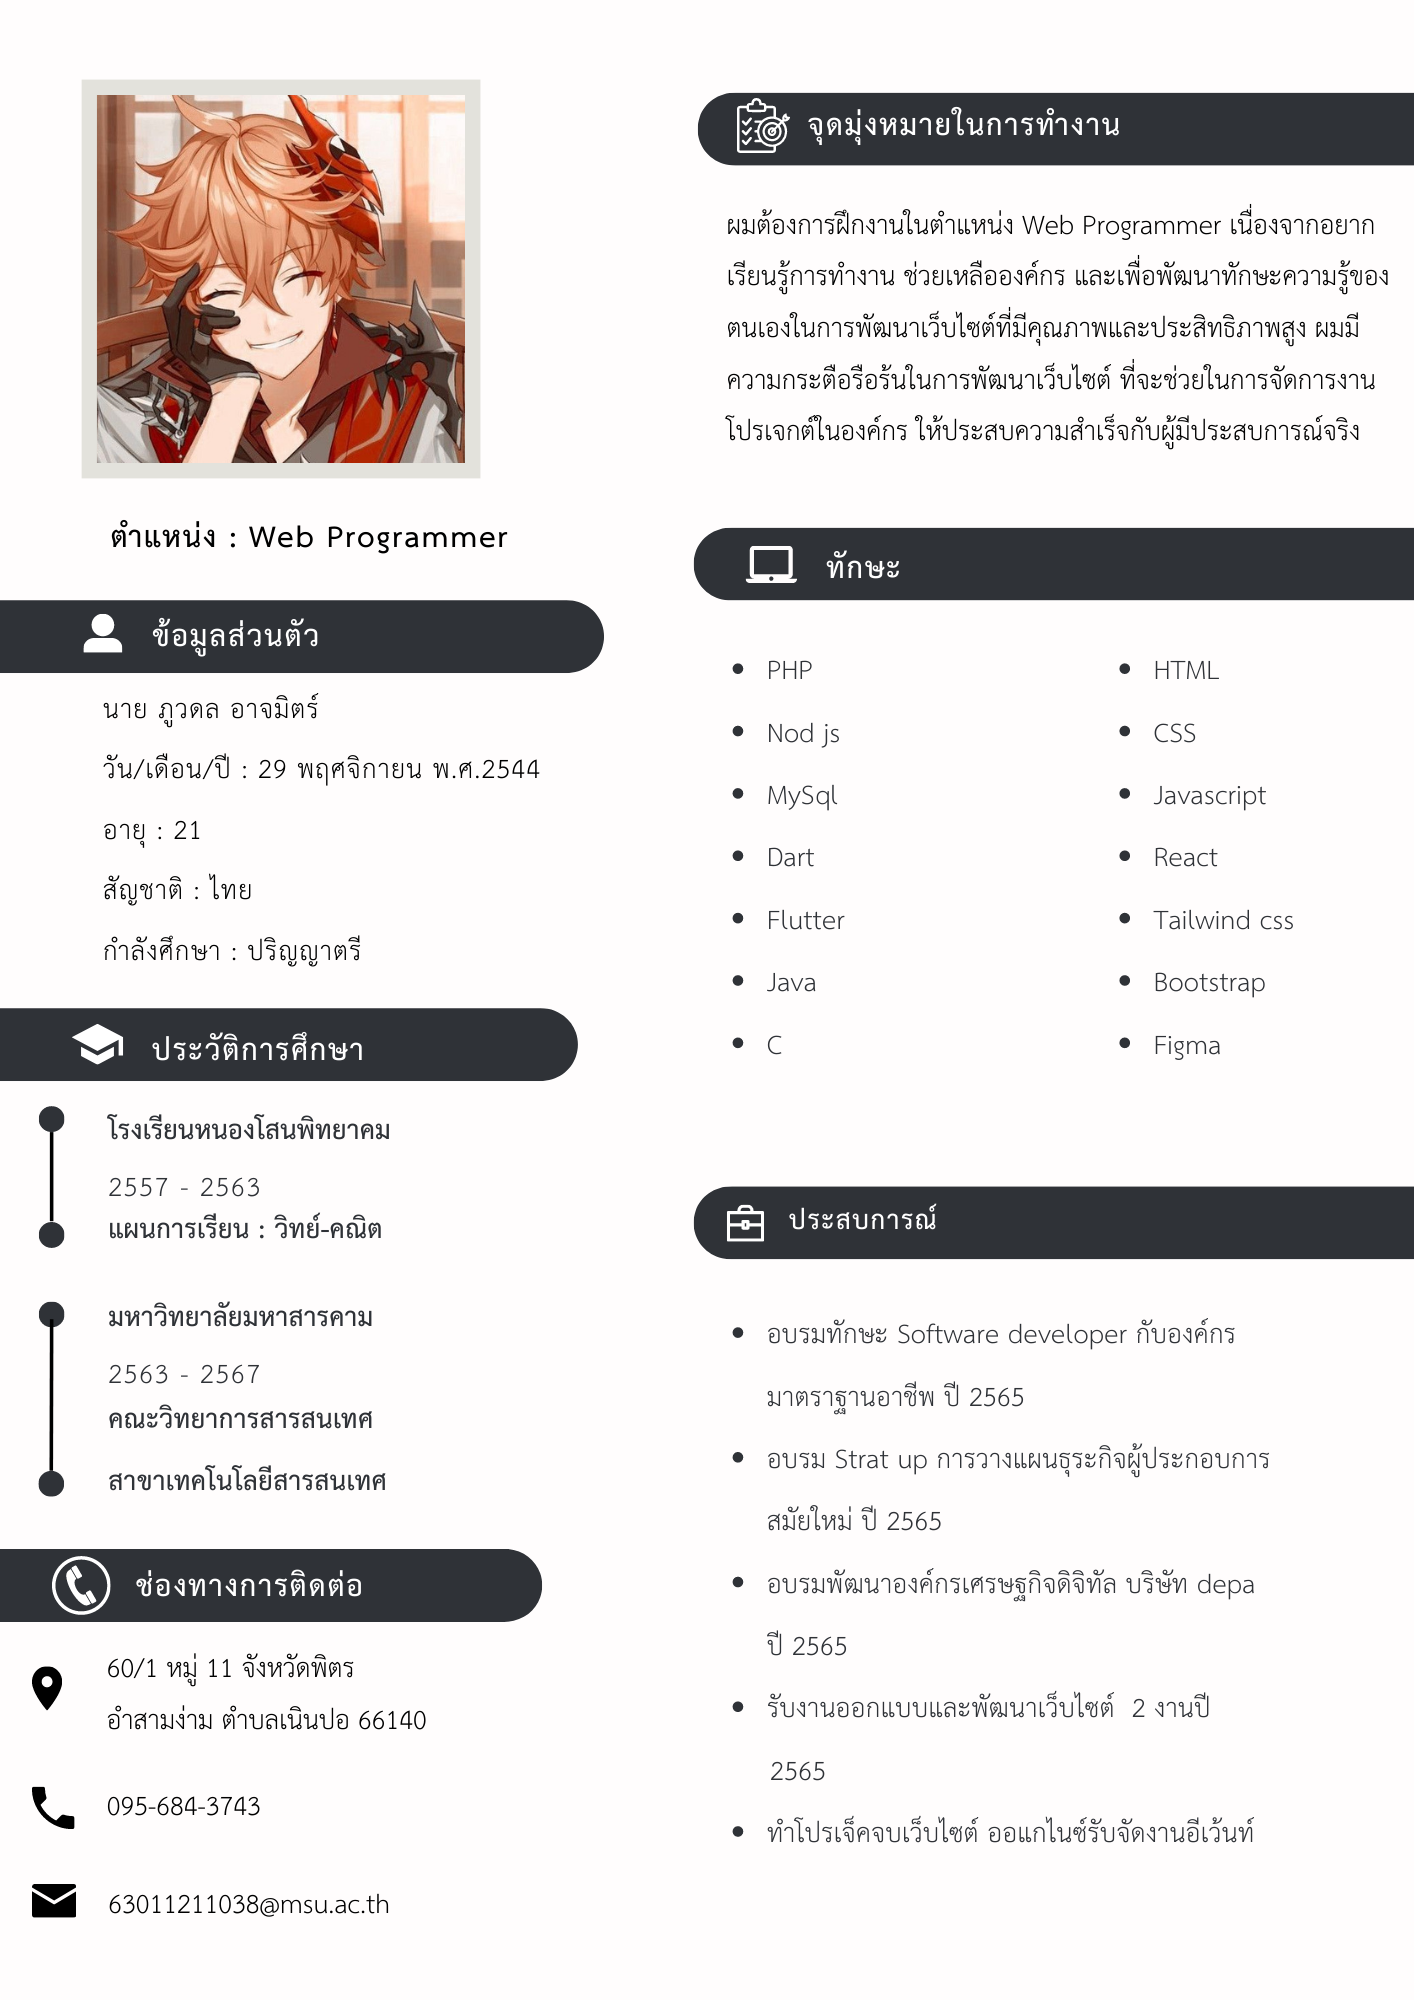 ตำแหน่ง : Web Programmer
ข้อมูลส่วนตัว
นาย ภูวดล อาจมิตร์
วัน/เดือน/ปี : 29 พฤศจิกายน พ.ศ.2544
อายุ : 21
สัญชาติ : ไทย
กำลังศึกษา : ปริญญาตรี
ประวัติการศึกษา
โรงเรียนหนองโสนพิทยาคม
2557 - 2563
แผนการเรียน : วิทย์-คณิต
มหาวิทยาลัยมหาสารคาม
2563 - 2567
คณะวิทยาการสารสนเทศ
สาขาเทคโนโลยีสารสนเทศ
ช่องทางการติดต่อ
60/1 หมู่ 11 จังหวัดพิตร
อำสามง่าม ตำบลเนินปอ 66140
095-684-3743
63011211038@msu.ac.th
จุดมุ่งหมายในการทำงาน
ผมต้องการฝึกงานในตำแหน่ง Web Programmer เนื่องจากอยาก
เรียนรู้การทำงาน ช่วยเหลือองค์กร และเพื่อพัฒนาทักษะความรู้ของ
ตนเองในการพัฒนาเว็บไซต์ที่มีคุณภาพและประสิทธิภาพสูง ผมมี
ความกระตือรือร้นในการพัฒนาเว็บไซต์ ที่จะช่วยในการจัดการงาน
โปรเจกต์ในองค์กร ให้ประสบความสำเร็จกับผู้มีประสบการณ์จริง
ทักษะ
• PHP
• Nod js
• MySql
• Dart
• Flutter
• Java
• C
• HTML
• CSS
• Javascript
• React
• Tailwind css
• Bootstrap
• Figma
ประสบการณ์
• อบรมทักษะ Software developer กับองค์กร
มาตราฐานอาชีพ ปี 2565
• อบรม Strat up การวางแผนธุระกิจผู้ประกอบการ
สมัยใหม่ ปี 2565
• อบรมพัฒนาองค์กรเศรษฐกิจดิจิทัล บริษัท depa
ปี 2565
• รับงานออกแบบและพัฒนาเว็บไซต์ 2 งานปี
2565
• ทำโปรเจ็คจบเว็บไซต์ ออแกไนซ์รับจัดงานอีเว้นท์